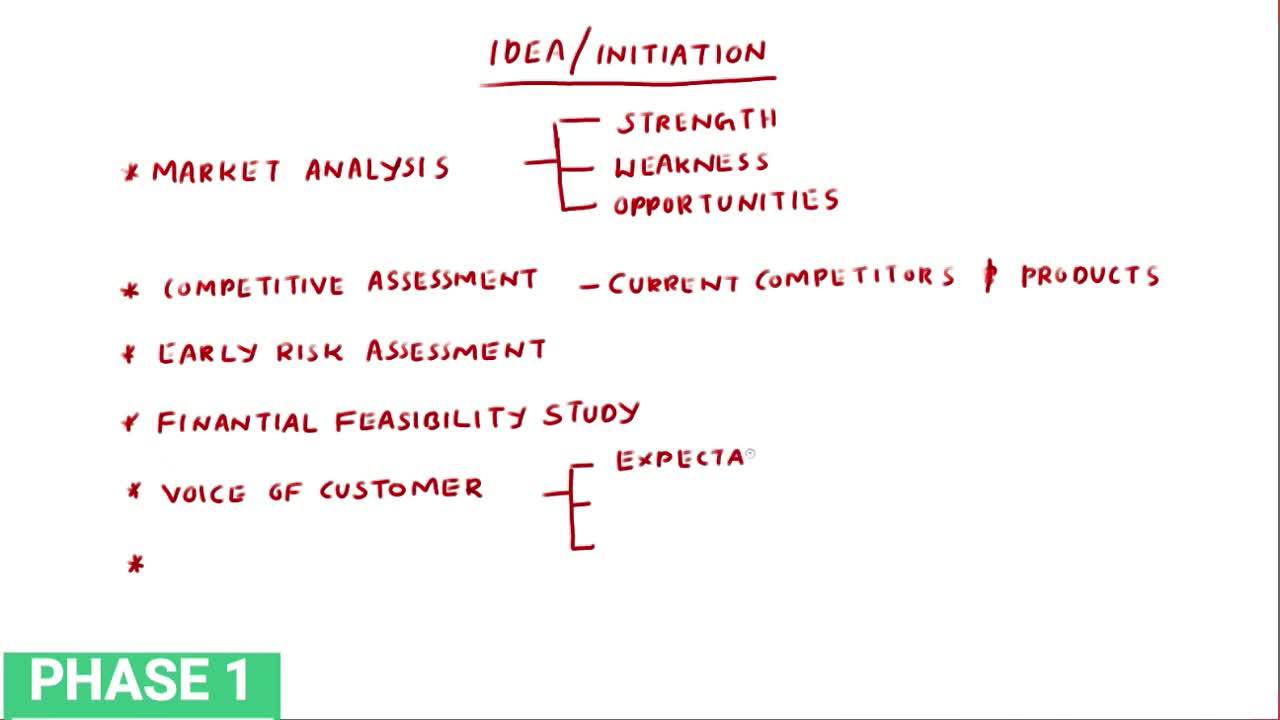 IDEA/INITIATION
STRENGTH
* MARKET ANALYSIS
WEAKNESS
OPPORTUNITIES
* COMPETITIVE ASSESSMENT - CURRENT COMPETITORS & PRODUCTS
* EARLY RISK ASSESSMENT
* FINANTIAL FEASIBILITY STUDY
EXPECTA
* VOICE OF CUSTOMER
*
PHASE 1